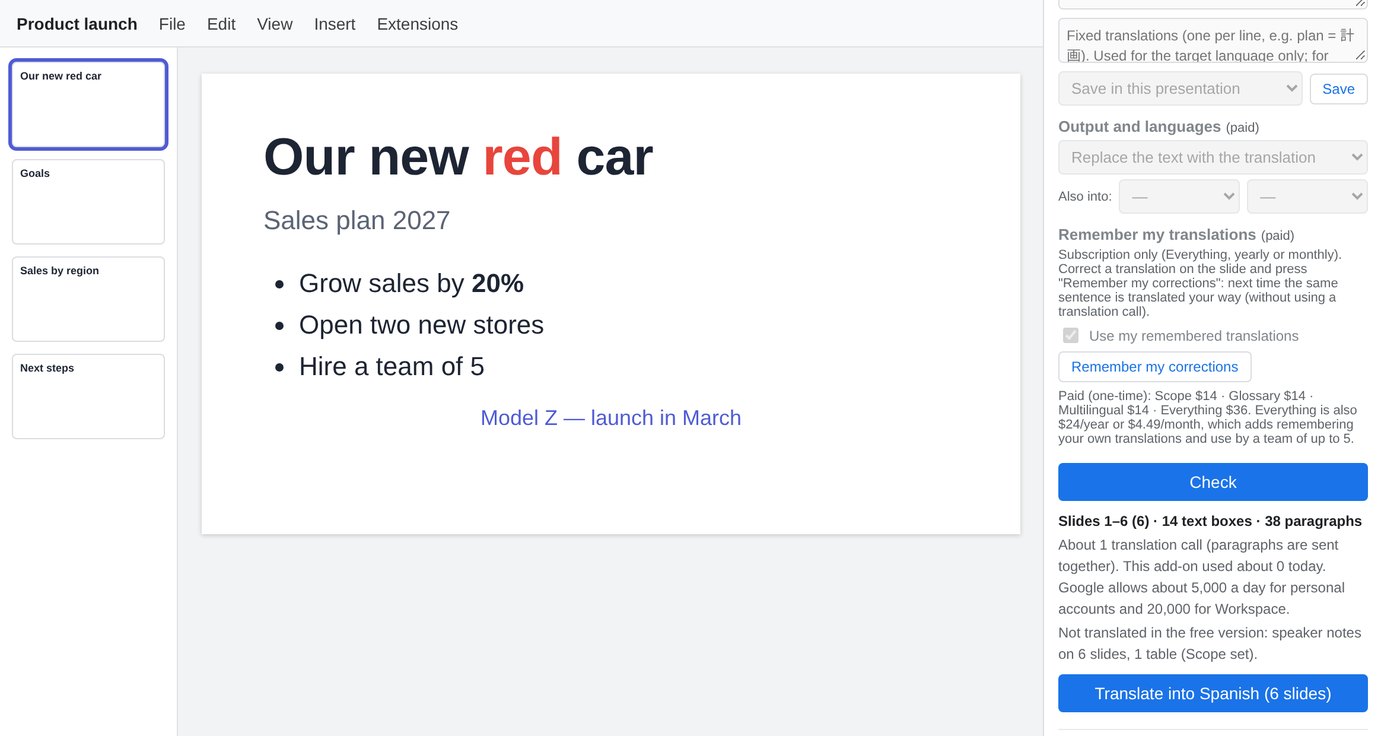 Product launch File Edit View Insert Extensions
Our new red car
Goals
Sales by region
Next steps
Our new red car
Sales plan 2027
• Grow sales by 20%
• Open two new stores
• Hire a team of 5
Model Z — launch in March
Fixed translations (one per line, e.g. plan = 計
画). Used for the target language only; for
Save in this presentation
Save
Output and languages (paid)
Replace the text with the translation
Also into: — —
Remember my translations (paid)
Subscription only (Everything, yearly or monthly).
Correct a translation on the slide and press
"Remember my corrections": next time the same
sentence is translated your way (without using a
translation call).
Use my remembered translations
Remember my corrections
Paid (one-time): Scope $14 · Glossary $14 ·
Multilingual $14 · Everything $36. Everything is also
$24/year or $4.49/month, which adds remembering
your own translations and use by a team of up to 5.
Check
Slides 1–6 (6) · 14 text boxes · 38 paragraphs
About 1 translation call (paragraphs are sent
together). This add-on used about 0 today.
Google allows about 5,000 a day for personal
accounts and 20,000 for Workspace.
Not translated in the free version: speaker notes
on 6 slides, 1 table (Scope set).
Translate into Spanish (6 slides)